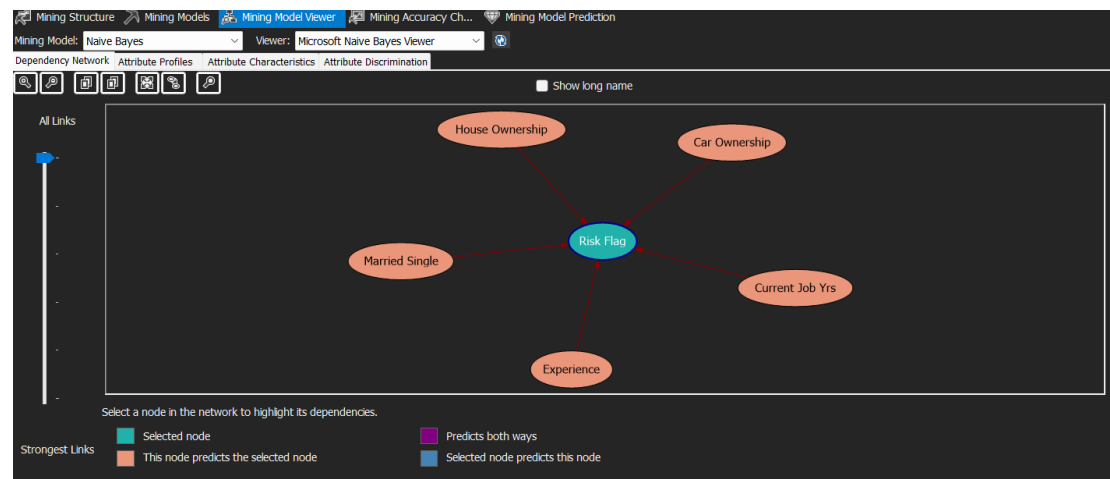 Mining Structure Mining Models Mining Model Viewer Mining Accuracy Ch... Mining Model Prediction
Mining Model: Naive Bayes Viewer: Microsoft Naive Bayes Viewer
Dependency Network Attribute Profiles Attribute Characteristics Attribute Discrimination
Show long name
All Links
House Ownership
Car Ownership
Risk Flag
Married Single
Current Job Yrs
Experience
Select a node in the network to highlight its dependencies.
Selected node Predicts both ways
Strongest Links
This node predicts the selected node Selected node predicts this node